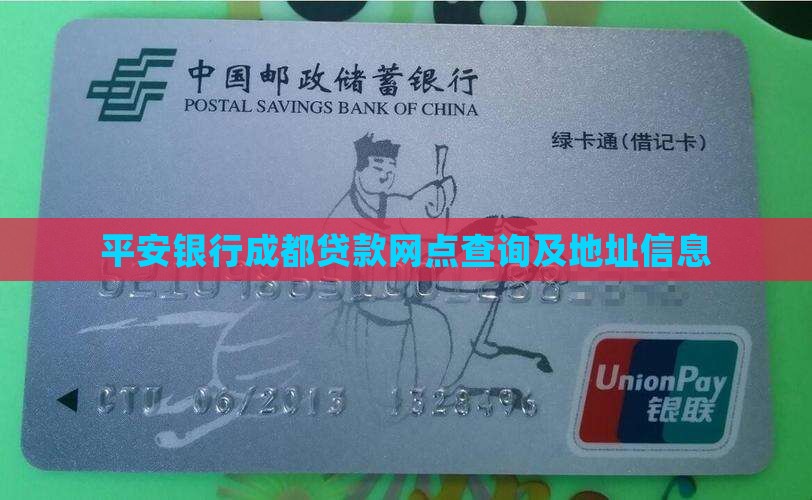 中国邮政储蓄银行
POSTAL SAVINGS BANK OF CHINA
绿卡通(借记卡)
平安银行成都贷款网点查询及地址信息
CTU 06/2013 1328496
UnionPay
银联